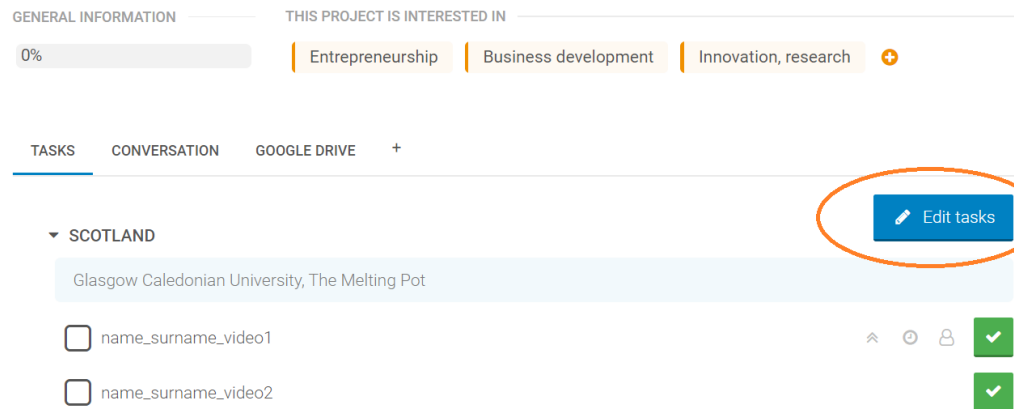 GENERAL INFORMATION
THIS PROJECT IS INTERESTED IN
0%
Entrepreneurship Business development Innovation, research
TASKS CONVERSATION GOOGLE DRIVE +
Edit tasks
SCOTLAND
Glasgow Caledonian University, The Melting Pot
name_surname_video1
name_surname_video2